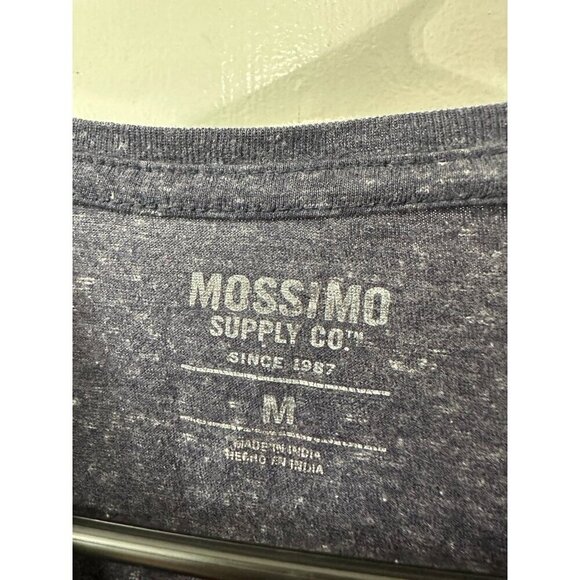 MOSSIMO
SUPPLY CO.™
SINCE 1987
M
MADE IN INDIA
HECHO EN INDIA